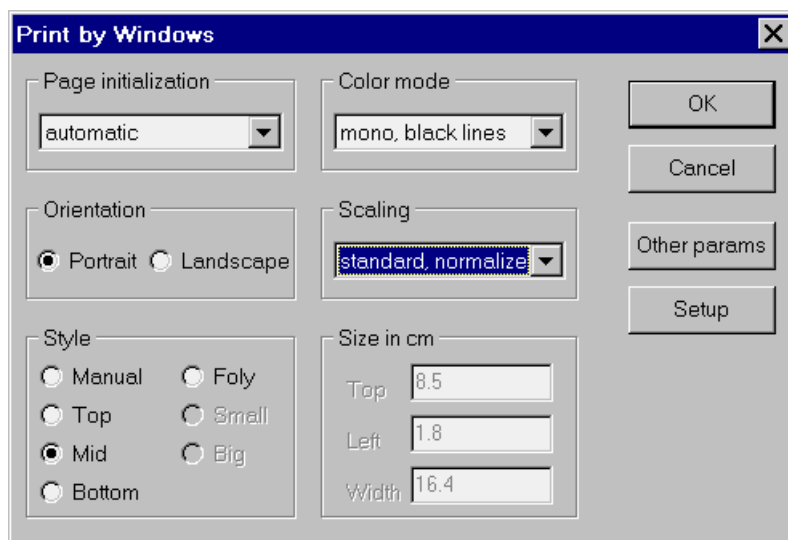 Print by Windows
Page initialization
automatic
Color mode
mono, black lines
OK
Cancel
Orientation
Portrait
Landscape
Scaling
standard, normalize
Other params
Setup
Style
Manual
Foly
Top
Small
Mid
Big
Bottom
Size in cm
Top 8.5
Left 1.8
Width 16.4